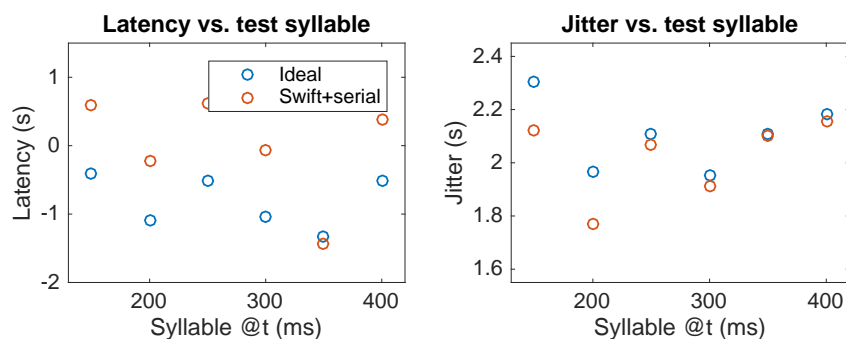 Latency vs. test syllable
1
0
-1
-2
Latency (s)
Ideal
Swift+serial
200
300
400
Syllable @t (ms)
Jitter vs. test syllable
2.4
2.2
2
1.8
1.6
Jitter (s)
200
300
400
Syllable @t (ms)